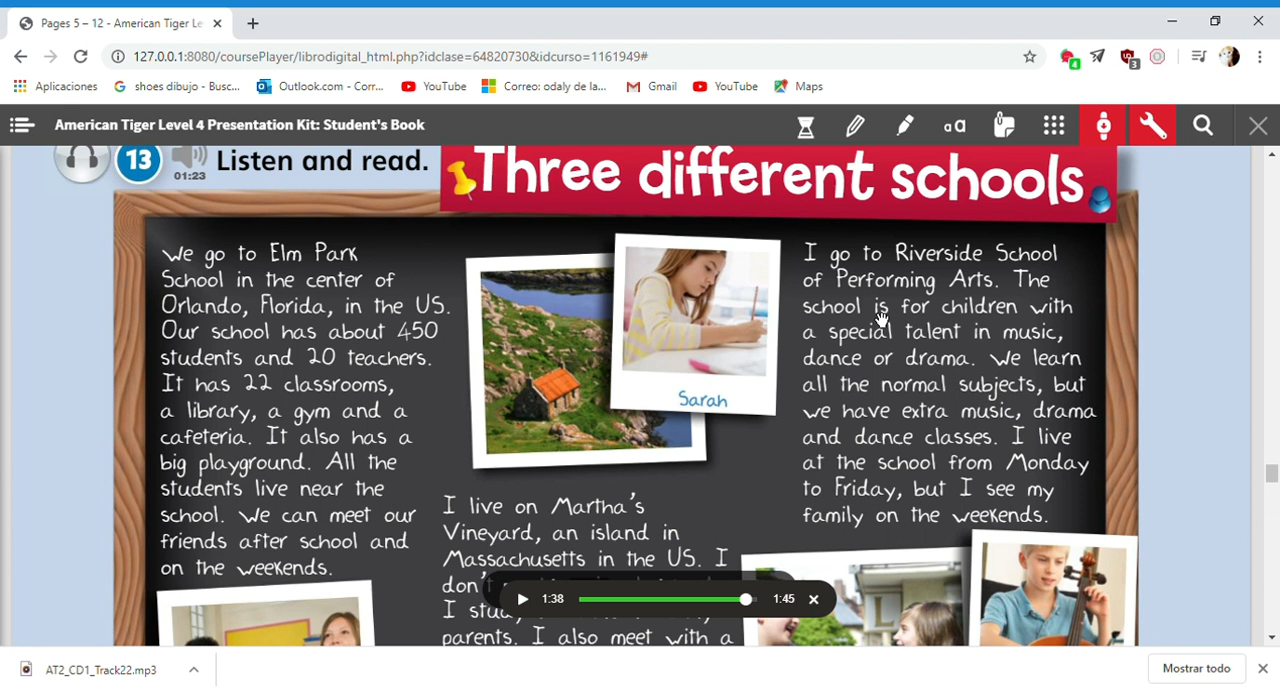 Pages 5 – 12 - American Tiger Le
127.0.0.1:8080/coursePlayer/librodigital_html.php?idclase=64820730&idcurso=1161949#
4
3
Aplicaciones
shoes dibujo - Busc...
Outlook.com - Corr...
YouTube
Correo: odaly de la...
Gmail
YouTube
Maps
American Tiger Level 4 Presentation Kit: Student's Book
aa
13
01:23
Listen and read.
Three different schools
We go to Elm Park
School in the center of
Orlando, Florida, in the US.
Our school has about 450
students and 20 teachers.
It has 22 classrooms,
a library, a gym and a
cafeteria. It also has a
big playground. All the
students live near the
school. We can meet our
friends after school and
on the weekends.
Sarah
I live on Martha's
Vineyard, an island in
Massachusetts in the US. I
don't
I
parents. I also meet with a
I go to Riverside School
of Performing Arts. The
school is for children with
a special talent in music,
dance or drama. We learn
all the normal subjects, but
we have extra music, drama
and dance classes. I live
at the school from Monday
to Friday, but I see my
family on the weekends.
1:38
1:45
AT2_CD1_Track22.mp3
Mostrar todo